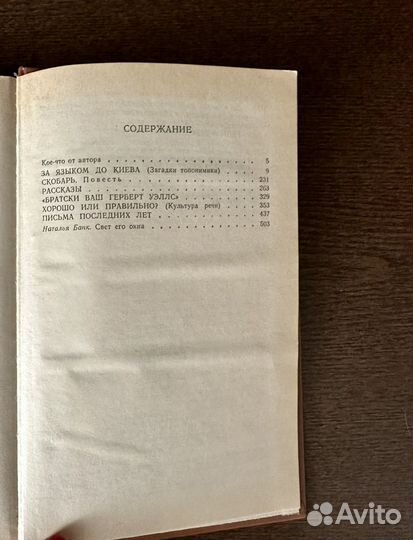 СОДЕРЖАНИЕ
Кое-что от автора . . . . . . . . . . . . . . . 5
ЗА ЯЗЫКОМ ДО КИЕВА (Загадки топонимики) . . . 9
СКОБАРЬ. Повесть . . . . . . . . . . . . . . 231
РАССКАЗЫ . . . . . . . . . . . . . . . . . . 263
«БРАТСКИ ВАШ ГЕРБЕРТ УЭЛЛС» . . . . . . . . 329
ХОРОШО ИЛИ ПРАВИЛЬНО? (Культура речи) . . . . 353
ПИСЬМА ПОСЛЕДНИХ ЛЕТ . . . . . . . . . . . . 437
Наталья Банк. Свет его окна . . . . . . . . . . 503
Avito